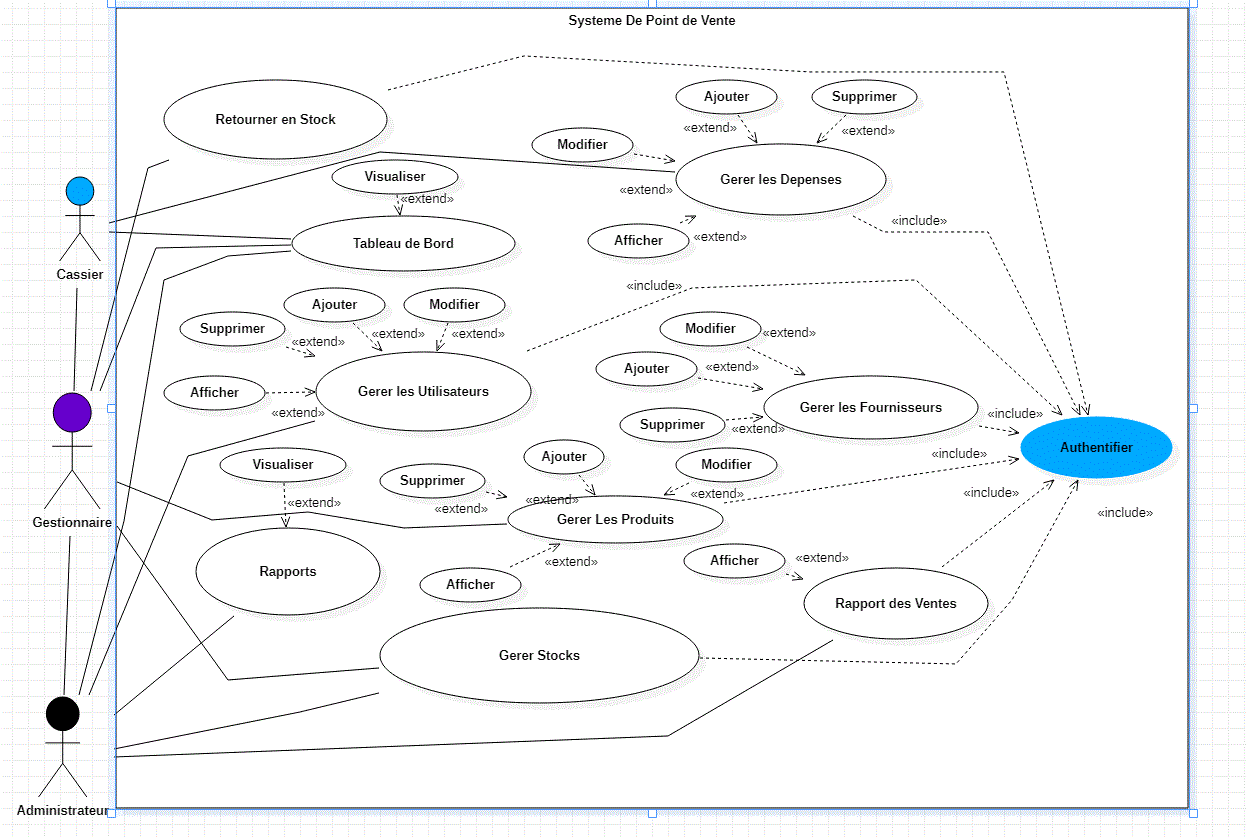 Systeme De Point de Vente
Retourner en Stock
Ajouter
Supprimer
«extend»
«extend»
Modifier
Gerer les Depenses
«extend»
Visualiser
«extend»
Tableau de Bord
Afficher
«extend»
«include»
Cassier
«include»
Ajouter
Modifier
Supprimer
«extend»
«extend»
«extend»
Afficher
Gerer les Utilisateurs
«extend»
Modifier
«extend»
Ajouter
«extend»
Gerer les Fournisseurs
Supprimer
«extend»
«include»
Authentifier
«include»
«include»
«include»
Visualiser
«extend»
Supprimer
«extend»
Ajouter
«extend»
Modifier
«extend»
Gerer Les Produits
Gestionnaire
Rapports
Afficher
«extend»
Afficher
«extend»
Rapport des Ventes
Gerer Stocks
Administrateur